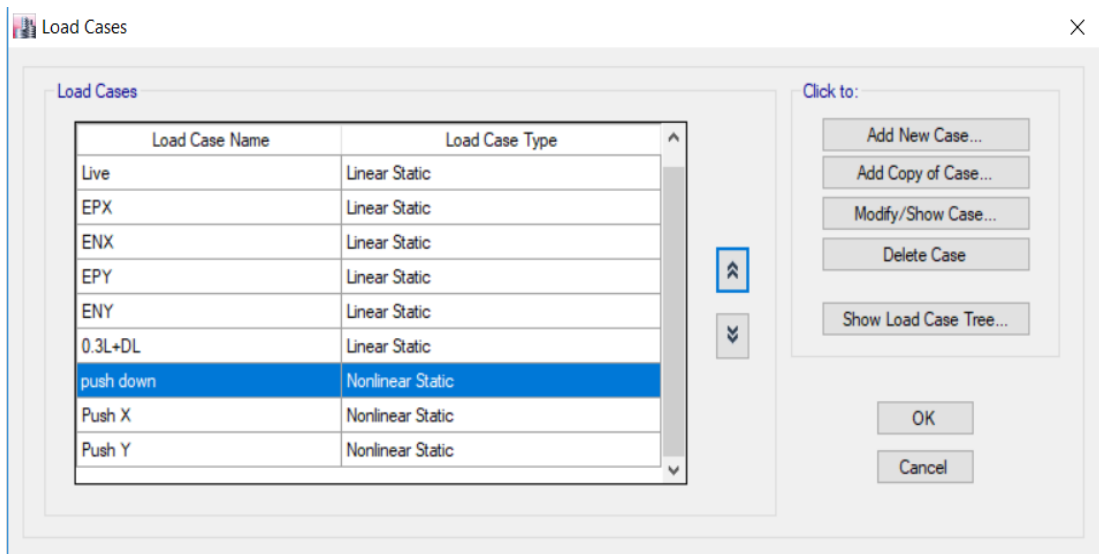 Load Cases
Load Cases
Click to:
Load Case Name Load Case Type
Live Linear Static
EPX Linear Static
ENX Linear Static
EPY Linear Static
ENY Linear Static
0.3L+DL Linear Static
push down Nonlinear Static
Push X Nonlinear Static
Push Y Nonlinear Static
Add New Case...
Add Copy of Case...
Modify/Show Case...
Delete Case
Show Load Case Tree...
OK
Cancel